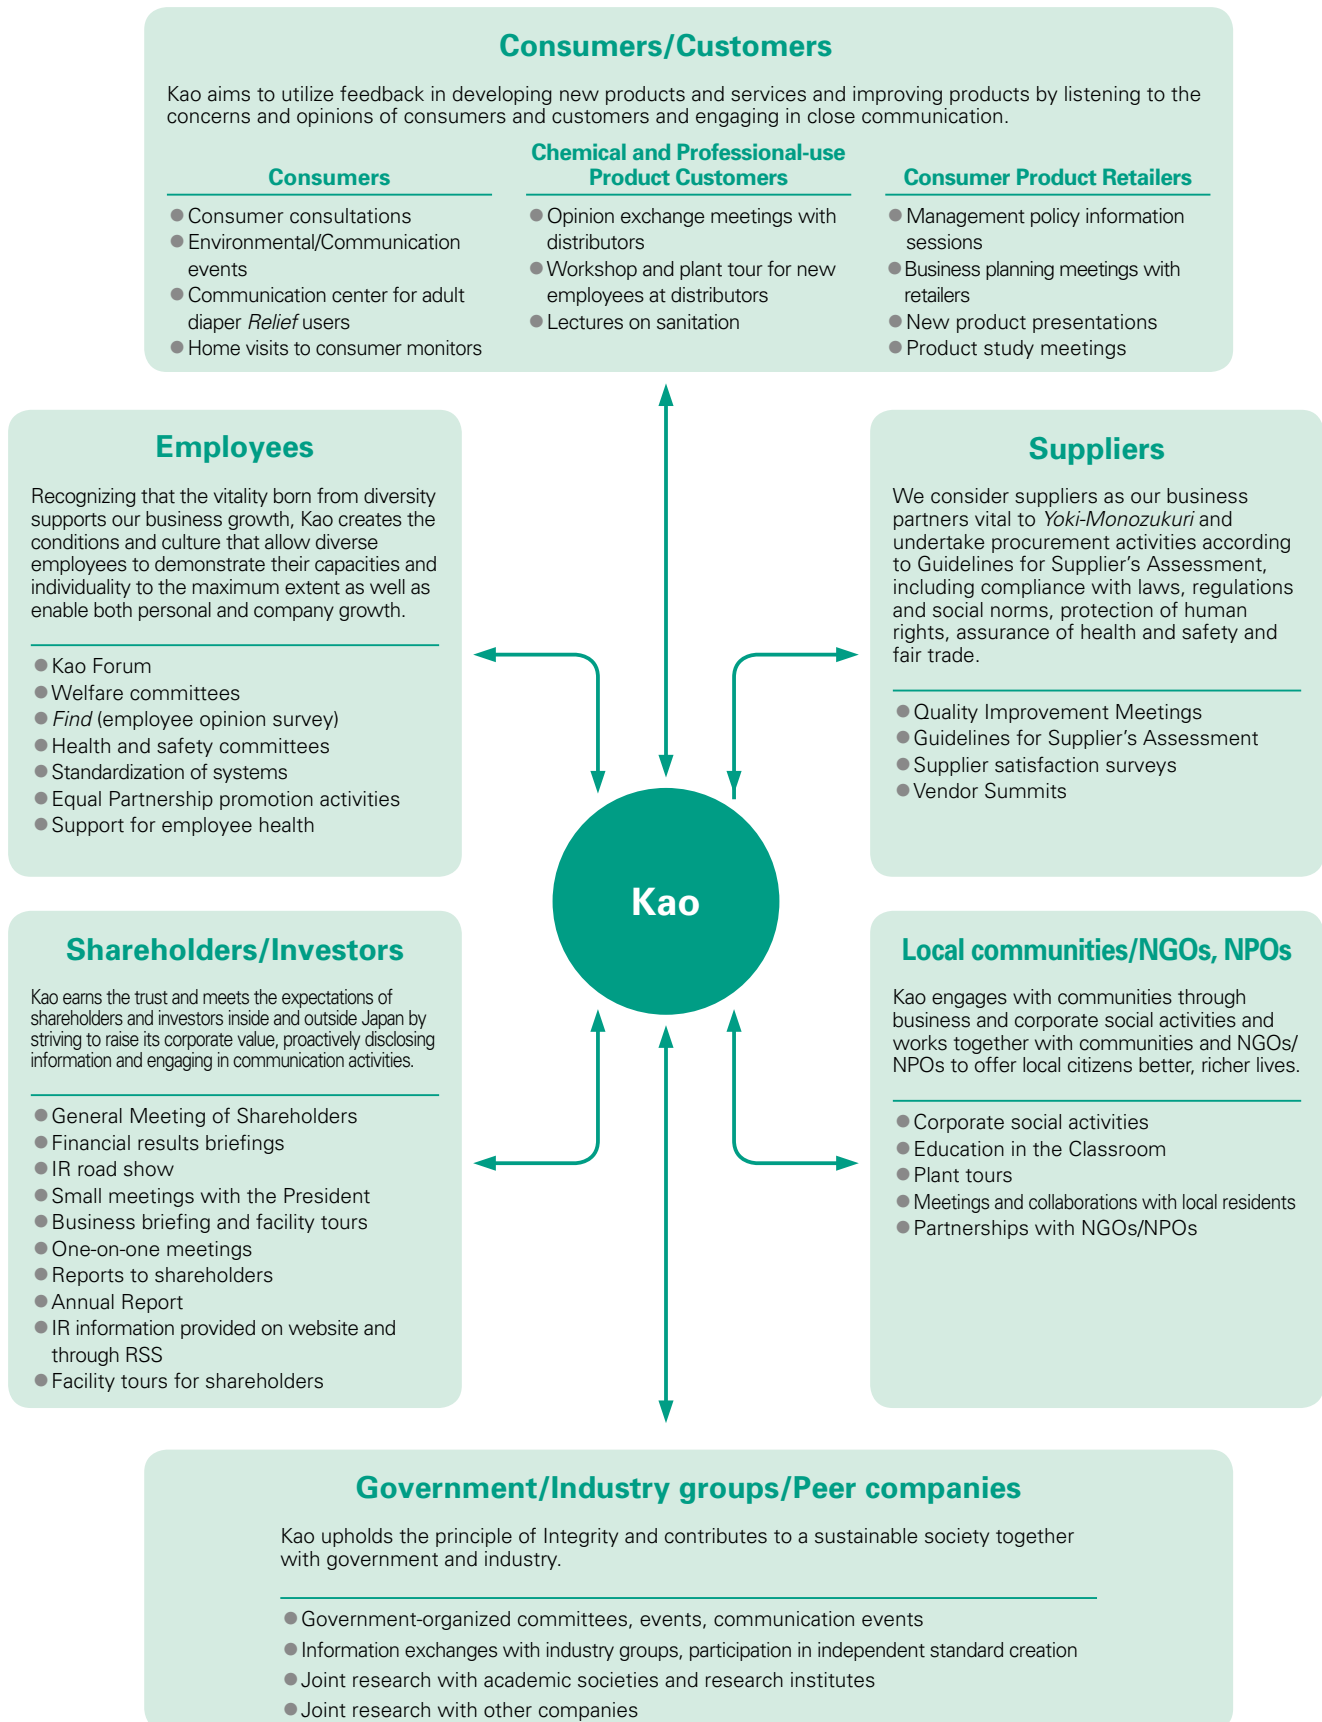 Consumers/Customers
Kao aims to utilize feedback in developing new products and services and improving products by listening to the
concerns and opinions of consumers and customers and engaging in close communication.
Consumers
● Consumer consultations
● Environmental/Communication
events
● Communication center for adult
diaper Relief users
● Home visits to consumer monitors
Chemical and Professional-use
Product Customers
● Opinion exchange meetings with
distributors
● Workshop and plant tour for new
employees at distributors
● Lectures on sanitation
Consumer Product Retailers
● Management policy information
sessions
● Business planning meetings with
retailers
● New product presentations
● Product study meetings
Employees
Recognizing that the vitality born from diversity
supports our business growth, Kao creates the
conditions and culture that allow diverse
employees to demonstrate their capacities and
individuality to the maximum extent as well as
enable both personal and company growth.
● Kao Forum
● Welfare committees
● Find (employee opinion survey)
● Health and safety committees
● Standardization of systems
● Equal Partnership promotion activities
● Support for employee health
Suppliers
We consider suppliers as our business
partners vital to Yoki-Monozukuri and
undertake procurement activities according
to Guidelines for Supplier’s Assessment,
including compliance with laws, regulations
and social norms, protection of human
rights, assurance of health and safety and
fair trade.
● Quality Improvement Meetings
● Guidelines for Supplier’s Assessment
● Supplier satisfaction surveys
● Vendor Summits
Kao
Shareholders/Investors
Kao earns the trust and meets the expectations of
shareholders and investors inside and outside Japan by
striving to raise its corporate value, proactively disclosing
information and engaging in communication activities.
● General Meeting of Shareholders
● Financial results briefings
● IR road show
● Small meetings with the President
● Business briefing and facility tours
● One-on-one meetings
● Reports to shareholders
● Annual Report
● IR information provided on website and
through RSS
● Facility tours for shareholders
Local communities/NGOs, NPOs
Kao engages with communities through
business and corporate social activities and
works together with communities and NGOs/
NPOs to offer local citizens better, richer lives.
● Corporate social activities
● Education in the Classroom
● Plant tours
● Meetings and collaborations with local residents
● Partnerships with NGOs/NPOs
Government/Industry groups/Peer companies
Kao upholds the principle of Integrity and contributes to a sustainable society together
with government and industry.
● Government-organized committees, events, communication events
● Information exchanges with industry groups, participation in independent standard creation
● Joint research with academic societies and research institutes
● Joint research with other companies